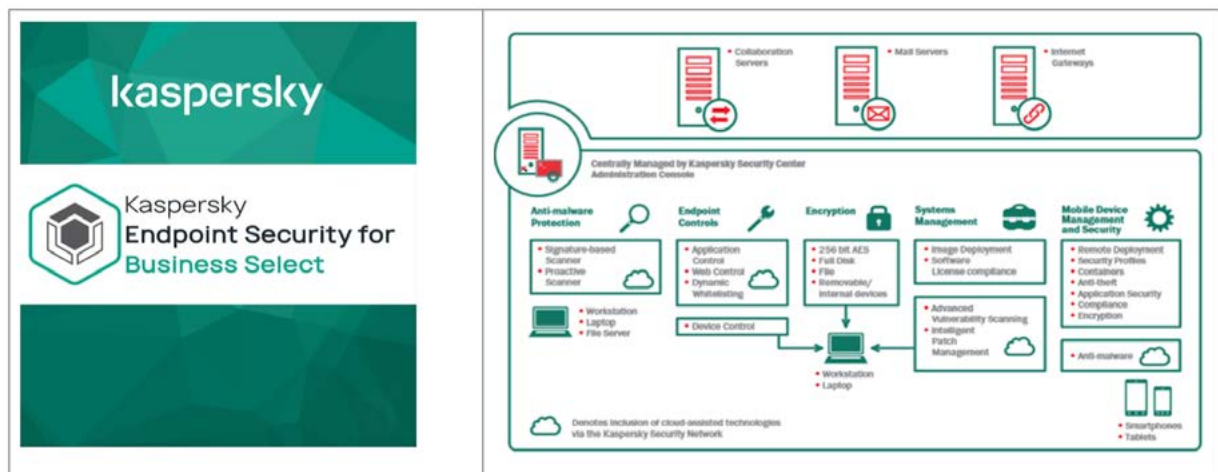 kaspersky
Kaspersky
Endpoint Security for
Business Select
• Collaboration
Servers
• Mail Servers
• Internet
Gateways
Centrally Managed by Kaspersky Security Center
Administration Console
Anti-malware
Protection
• Signature-based
Scanner
• Proactive
Scanner
• Workstation
• Laptop
• File Server
Endpoint
Controls
• Application
Control
• Web Control
• Dynamic
Whitelisting
• Device Control
Encryption
• 256 bit AES
• Full Disk
• File
• Removable/
Internal devices
• Workstation
• Laptop
Systems
Management
• Image Deployment
• Software
License compliance
• Advanced
Vulnerability Scanning
• Intelligent
Patch
Management
Mobile Device
Management
and Security
• Remote Deployment
• Security Profiles
• Containers
• Anti-theft
• Application Security
• Compliance
• Encryption
• Anti-malware
• Smartphones
• Tablets
Denotes inclusion of cloud-assisted technologies
via the Kaspersky Security Network